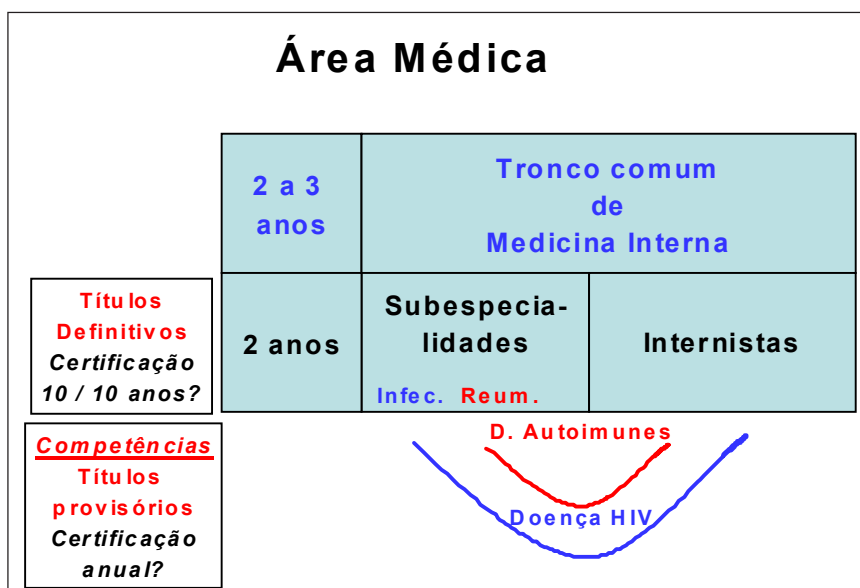 Área Médica
2 a 3
anos
Tronco comum
de
Medicina Interna
Títulos
Definitivos
Certificação
10 / 10 anos?
2 anos
Subespecia-
lidades
Infec. Reum.
Internistas
Competências
Títulos
provisórios
Certificação
anual?
D. Autoimunes
Doença HIV